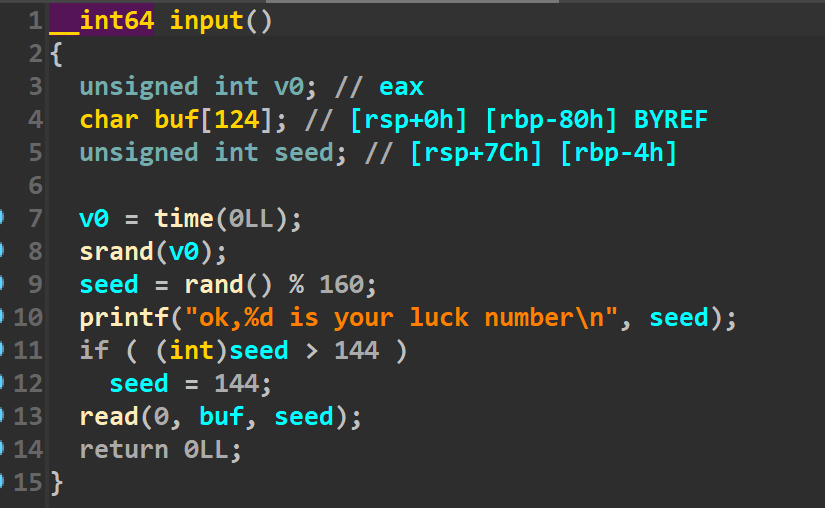 1 __int64 input()
2 {
3 unsigned int v0; // eax
4 char buf[124]; // [rsp+0h] [rbp-80h] BYREF
5 unsigned int seed; // [rsp+7Ch] [rbp-4h]
6
7 v0 = time(0LL);
8 srand(v0);
9 seed = rand() % 160;
10 printf("ok,%d is your luck number\n", seed);
11 if ( (int)seed > 144 )
12 seed = 144;
13 read(0, buf, seed);
14 return 0LL;
15 }